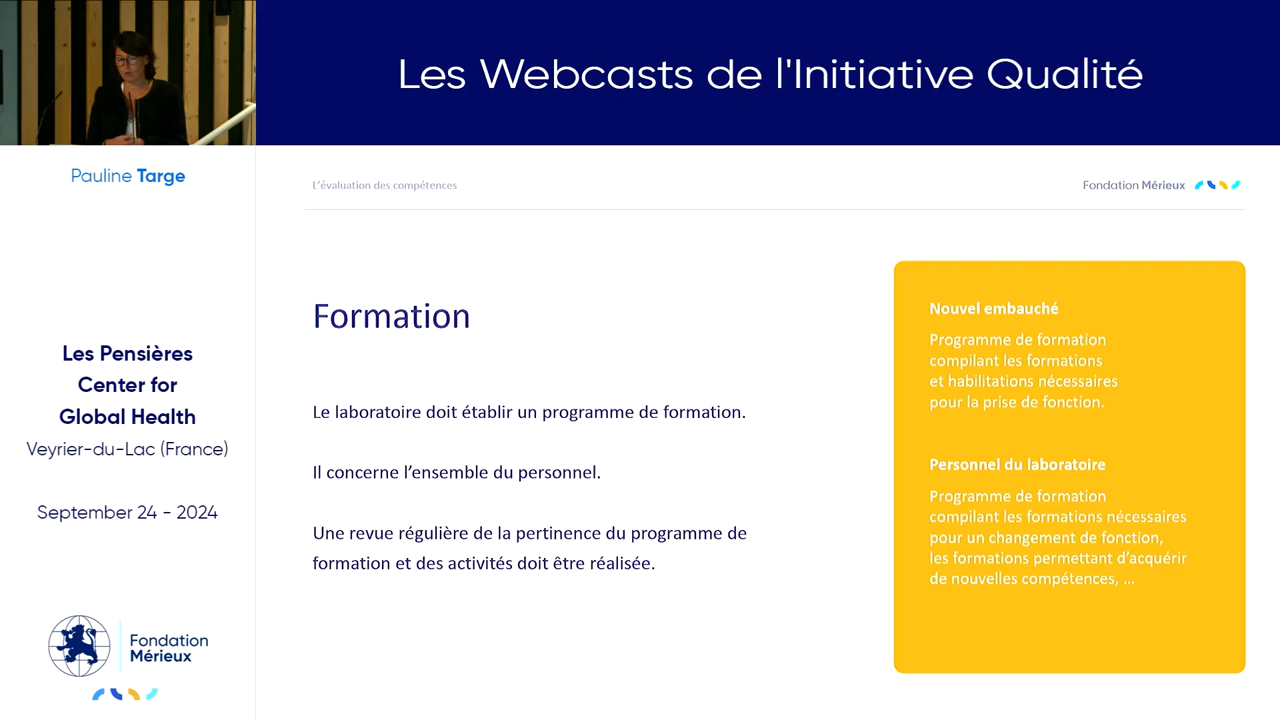 Les Webcasts de l'Initiative Qualité
Pauline Targe
Les Pensières
Center for
Global Health
Veyrier-du-Lac (France)
September 24 - 2024
Fondation
Mérieux
L’évaluation des compétences
Fondation Mérieux
Formation
Le laboratoire doit établir un programme de formation.
Il concerne l’ensemble du personnel.
Une revue régulière de la pertinence du programme de
formation et des activités doit être réalisée.
Nouvel embauché
Programme de formation
compilant les formations
et habilitations nécessaires
pour la prise de fonction.
Personnel du laboratoire
Programme de formation
compilant les formations nécessaires
pour un changement de fonction,
les formations permettant d’acquérir
de nouvelles compétences, ...